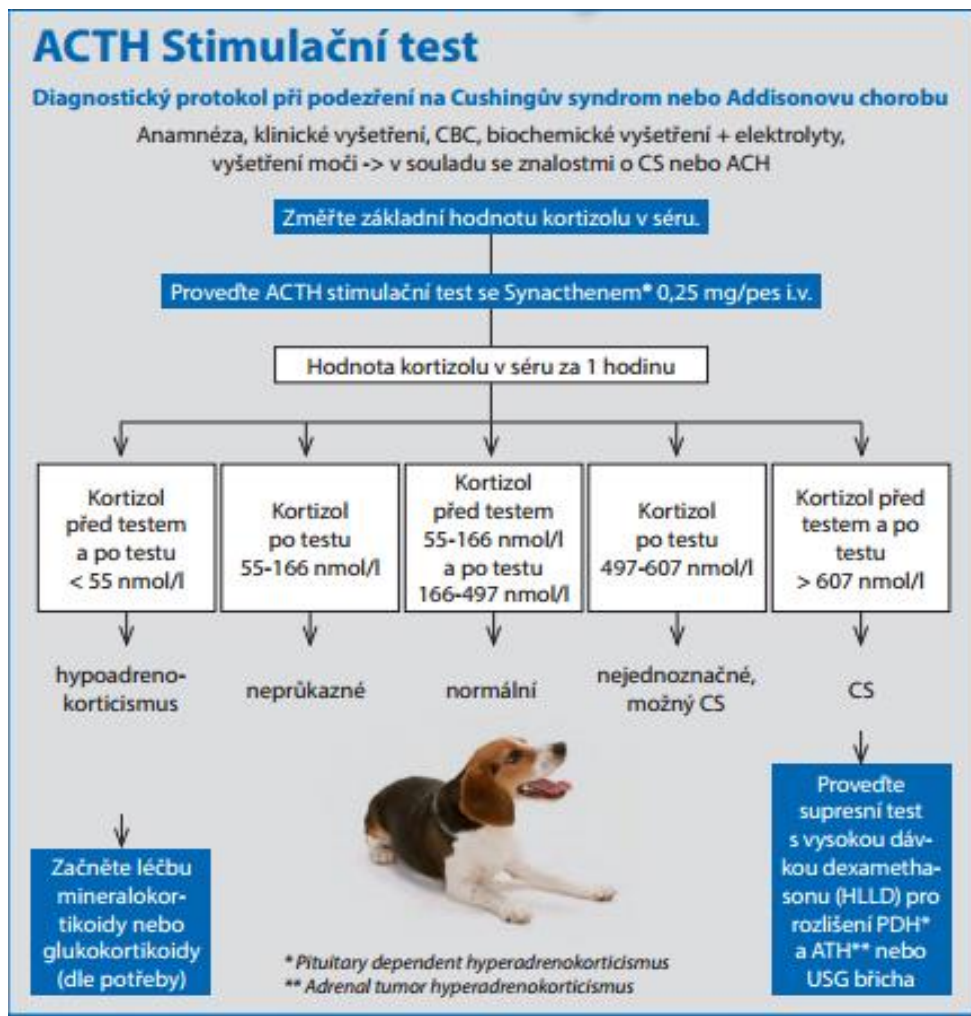 ACTH Stimulační test
Diagnostický protokol při podezření na Cushingův syndrom nebo Addisonovu chorobu
Anamnéza, klinické vyšetření, CBC, biochemické vyšetření + elektrolyty,
vyšetření moči -> v souladu se znalostmi o CS nebo ACH
Změřte základní hodnotu kortizolu v séru.
Proveďte ACTH stimulační test se Synacthenem* 0,25 mg/pes i.v.
Hodnota kortizolu v séru za 1 hodinu
Kortizol
před testem
a po testu
< 55 nmol/l
Kortizol
po testu
55-166 nmol/l
Kortizol
před testem
55-166 nmol/l
a po testu
166-497 nmol/l
Kortizol
po testu
497-607 nmol/l
Kortizol před
testem a po
testu
> 607 nmol/l
hypoadreno-
korticismus
neprůkazné
normální
nejednoznačné,
možný CS
CS
Začněte léčbu
mineralokor-
tikoidy nebo
glukokortikoidy
(dle potřeby)
Proveďte
supresní test
s vysokou dáv-
kou dexametha-
sonu (HLLD) pro
rozlišení PDH*
a ATH** nebo
USG břicha
* Pituitary dependent hyperadrenokorticismus
** Adrenal tumor hyperadrenokorticismus